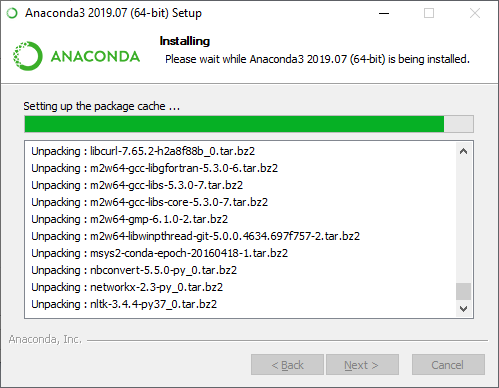 Anaconda3 2019.07 (64-bit) Setup
ANACONDA
Installing
Please wait while Anaconda3 2019.07 (64-bit) is being installed.
Setting up the package cache ...
Unpacking : libcurl-7.65.2-h2a8f88b_0.tar.bz2
Unpacking : m2w64-gcc-libgfortran-5.3.0-6.tar.bz2
Unpacking : m2w64-gcc-libs-5.3.0-7.tar.bz2
Unpacking : m2w64-gcc-libs-core-5.3.0-7.tar.bz2
Unpacking : m2w64-gmp-6.1.0-2.tar.bz2
Unpacking : m2w64-libwinpthread-git-5.0.0.4634.697f757-2.tar.bz2
Unpacking : msys2-conda-epoch-20160418-1.tar.bz2
Unpacking : nbconvert-5.5.0-py_0.tar.bz2
Unpacking : networkx-2.3-py_0.tar.bz2
Unpacking : nltk-3.4.4-py37_0.tar.bz2
Anaconda, Inc.
< Back Next > Cancel